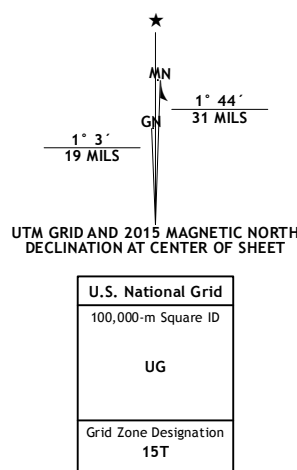 MN
1° 44´
31 MILS
GN
1° 3´
19 MILS
UTM GRID AND 2015 MAGNETIC NORTH
DECLINATION AT CENTER OF SHEET
U.S. National Grid
100,000-m Square ID
UG
Grid Zone Designation
15T